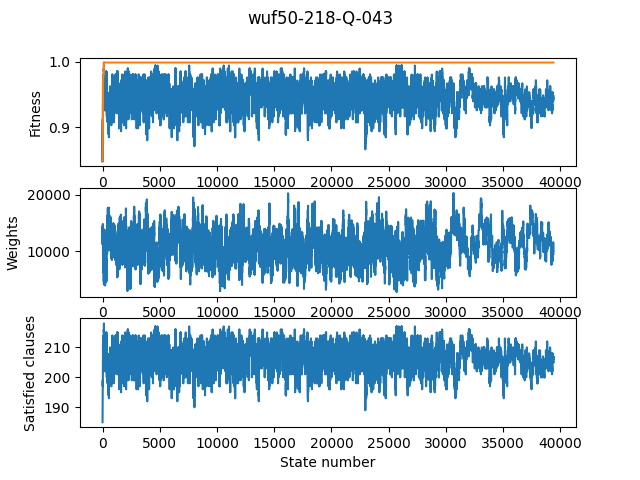 wuf50-218-Q-043
1.0
0.9
Fitness
0 5000 10000 15000 20000 25000 30000 35000 40000
20000
10000
Weights
0 5000 10000 15000 20000 25000 30000 35000 40000
210
200
190
Satisfied clauses
0 5000 10000 15000 20000 25000 30000 35000 40000
State number